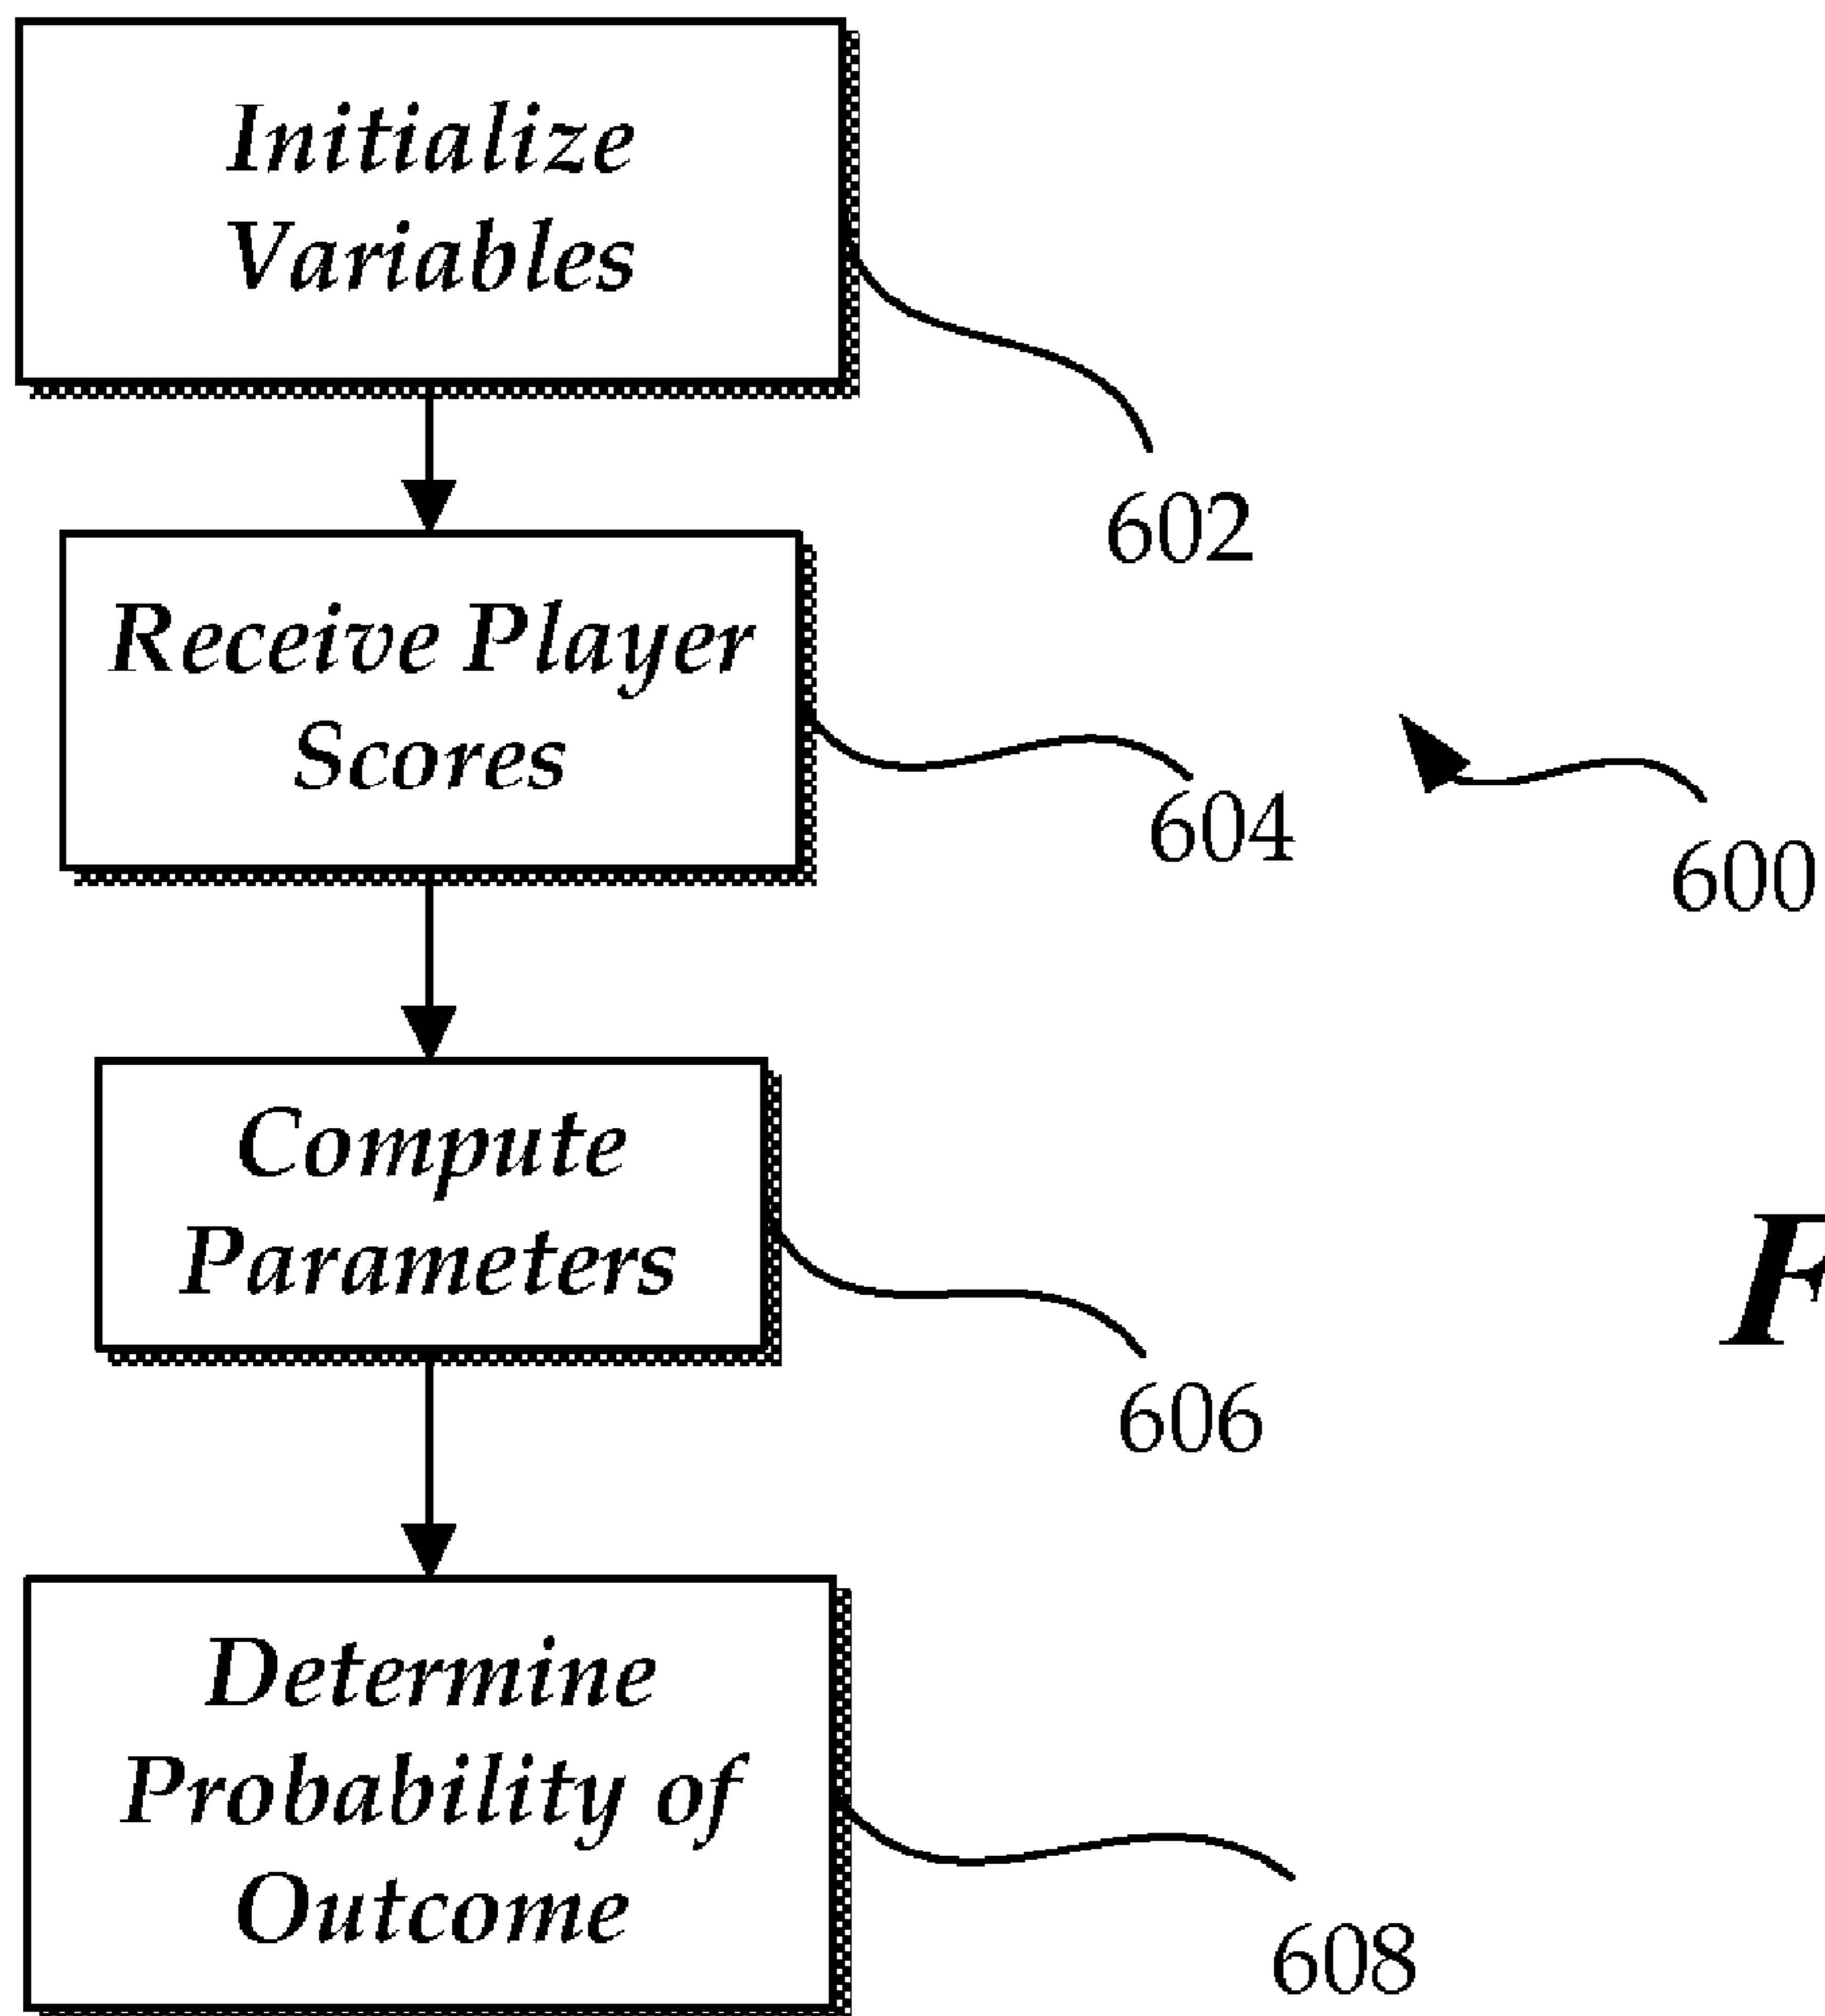 Initialize
Variables
602
Receive Player
Scores
604
600
Compute
Parameters
F
606
Determine
Probability of
Outcome
608